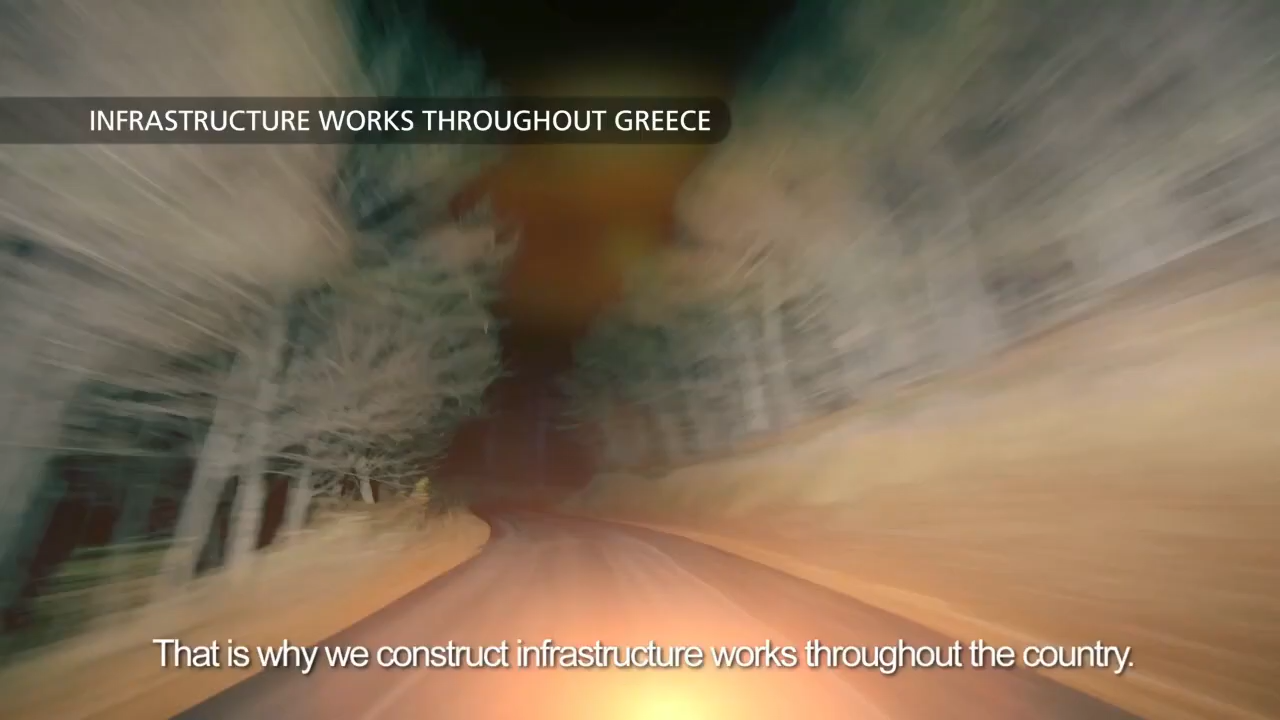 INFRASTRUCTURE WORKS THROUGHOUT GREECE
That is why we construct infrastructure works throughout the country.